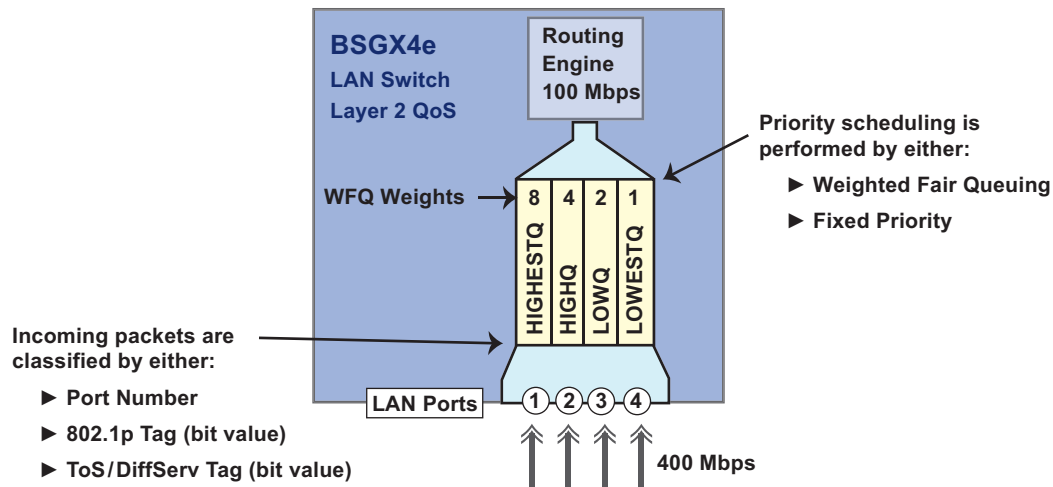 BSGX4e
LAN Switch
Layer 2 QoS
Routing
Engine
100 Mbps
Priority scheduling is
performed by either:
► Weighted Fair Queuing
► Fixed Priority
WFQ Weights
8
4
2
1
HIGHESTQ
HIGHQ
LOWQ
LOWESTQ
Incoming packets are
classified by either:
► Port Number
► 802.1p Tag (bit value)
► ToS/DiffServ Tag (bit value)
LAN Ports
1
2
3
4
400 Mbps